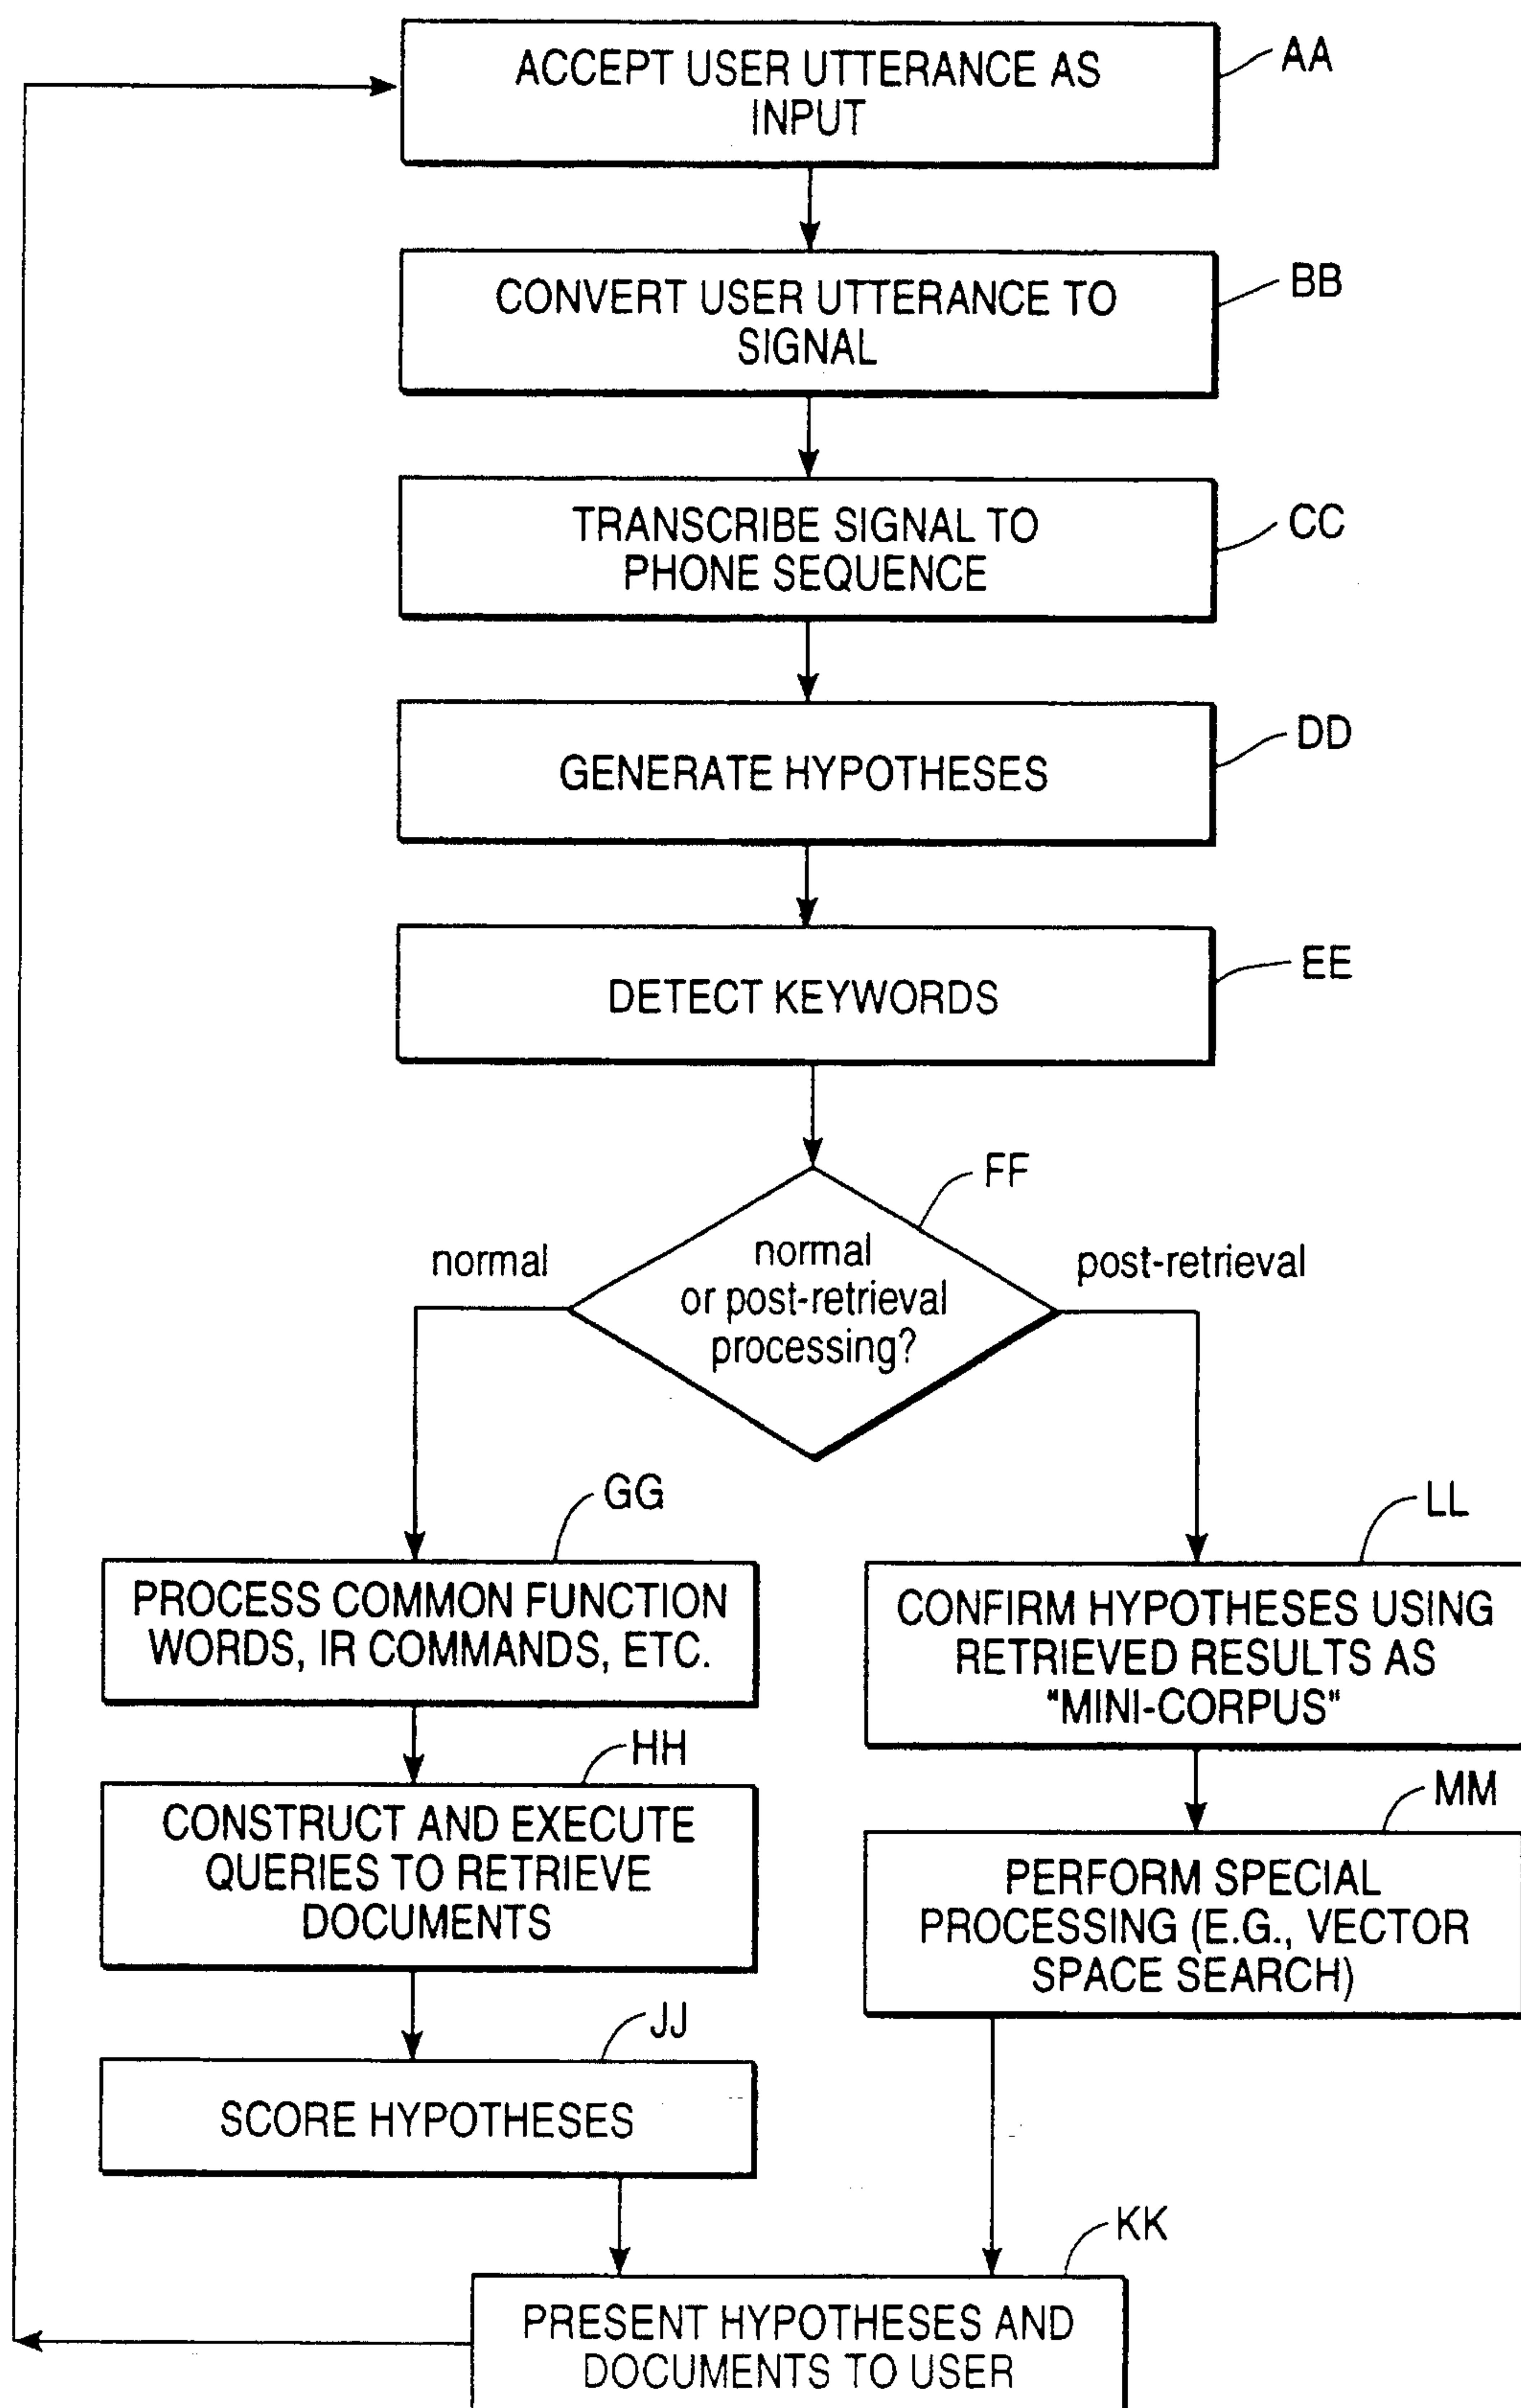 ACCEPT USER UTTERANCE AS
INPUT
AA
CONVERT USER UTTERANCE TO
SIGNAL
BB
TRANSCRIBE SIGNAL TO
PHONE SEQUENCE
CC
GENERATE HYPOTHESES
DD
DETECT KEYWORDS
EE
FF
normal
normal
or post-retrieval
processing?
post-retrieval
GG
PROCESS COMMON FUNCTION
WORDS, IR COMMANDS, ETC.
HH
CONSTRUCT AND EXECUTE
QUERIES TO RETRIEVE
DOCUMENTS
JJ
SCORE HYPOTHESES
LL
CONFIRM HYPOTHESES USING
RETRIEVED RESULTS AS
"MINI-CORPUS"
MM
PERFORM SPECIAL
PROCESSING (E.G., VECTOR
SPACE SEARCH)
KK
PRESENT HYPOTHESES AND
DOCUMENTS TO USER